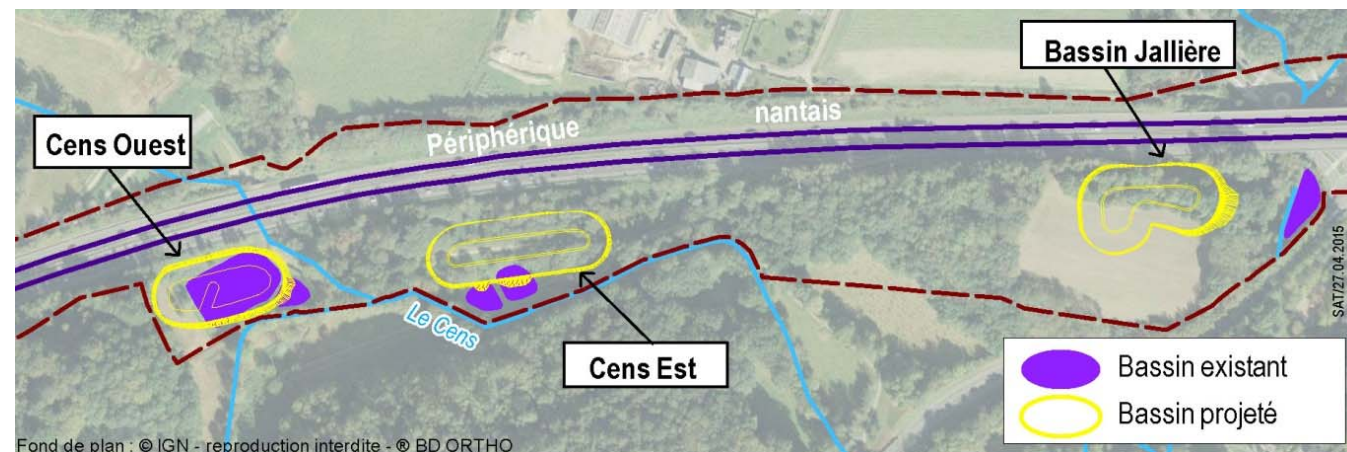 Bassin Jallière
nantais
Périphérique
Cens Ouest
Le Cens
Cens Est
SAT/27.04.2015
Bassin existant
Bassin projeté
Fond de plan : © IGN - reproduction interdite - ® BD ORTHO